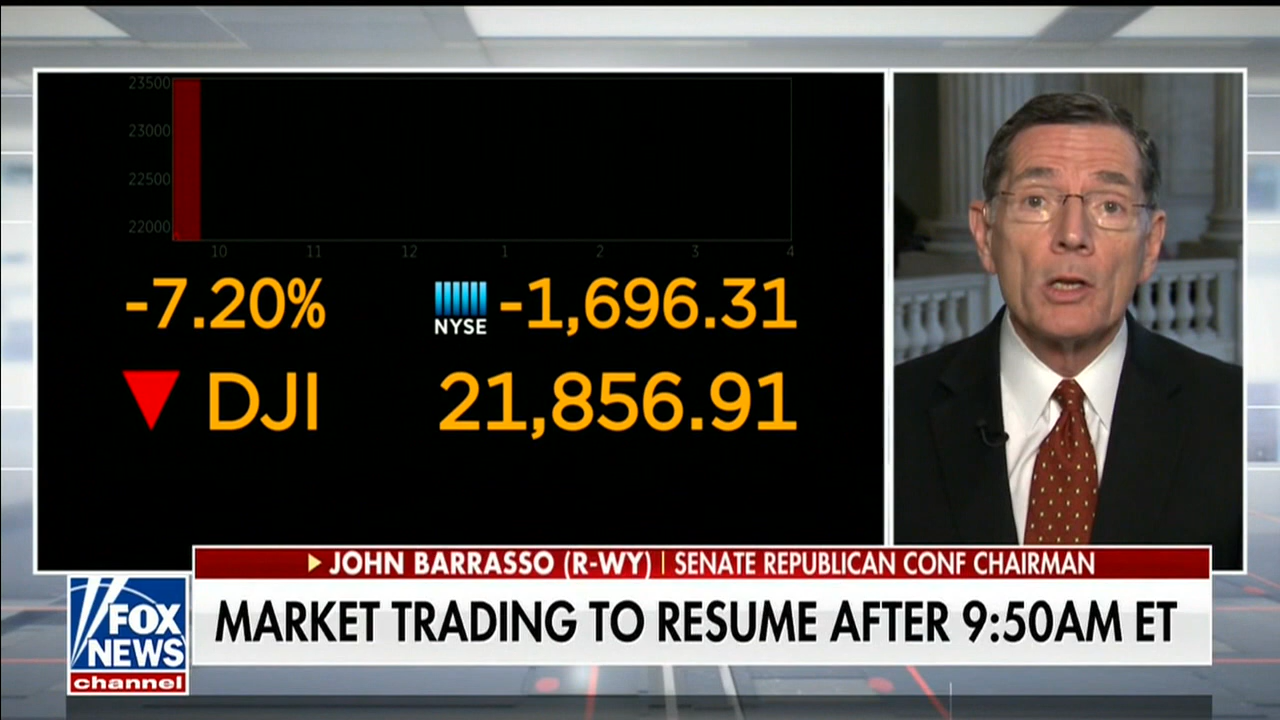 23500
23000
22500
22000
10 11 12 1 2 3 4
-7.20% NYSE -1,696.31
DJI 21,856.91
JOHN BARRASSO (R-WY) | SENATE REPUBLICAN CONF CHAIRMAN
MARKET TRADING TO RESUME AFTER 9:50AM ET
FOX
NEWS
channel